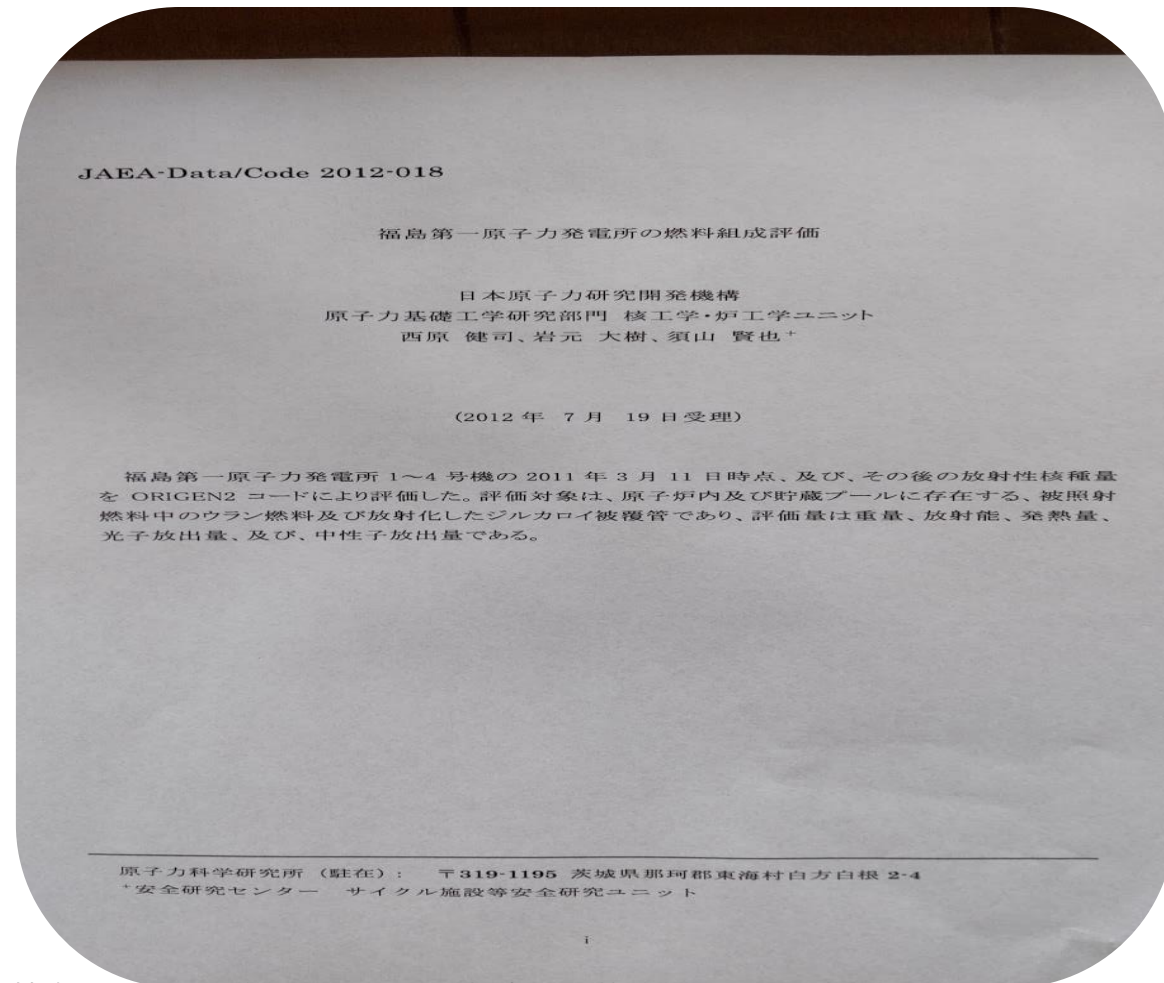 JAEA-Data/Code 2012-018
福島第一原子力発電所の燃料組成評価
日本原子力研究開発機構
原子力基礎工学研究部門 核工学・炉工学ユニット
西原 健司、岩元 大樹、須山 賢也+
(2012 年 7 月 19 日受理)
福島第一原子力発電所 1～4 号機の 2011 年 3 月 11 日時点、及び、その後の放射性核種量
を ORIGEN2 コードにより評価した。評価対象は、原子炉内及び貯蔵プールに存在する、被照射
燃料中のウラン燃料及び放射化したジルカロイ被覆管であり、評価量は重量、放射能、発熱量、
光子放出量、及び、中性子放出量である。
原子力科学研究所（駐在）: 〒319-1195 茨城県那珂郡東海村白方白根 2-4
+安全研究センター サイクル施設等安全研究ユニット
i